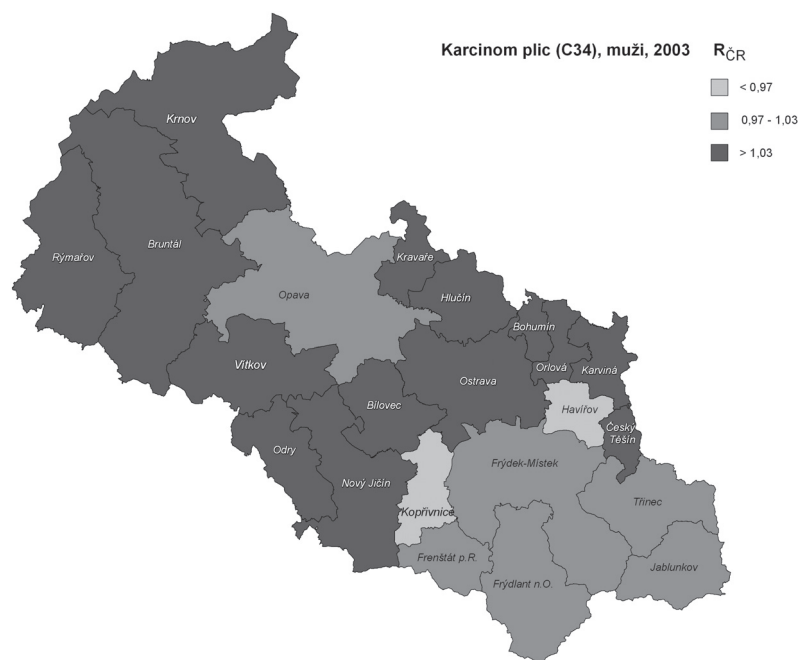 Karcinom plic (C34), muži, 2003
RČR
< 0,97
0,97 - 1,03
> 1,03
Krnov
Rýmařov
Bruntál
Opava
Kravaře
Hlučín
Bohumín
Vítkov
Bílovec
Ostrava
Orlová
Karviná
Havířov
Český
Těšín
Odry
Nový Jičín
Kopřivnice
Frýdek-Místek
Třinec
Frenštát p.R.
Frýdlant n.O.
Jablunkov